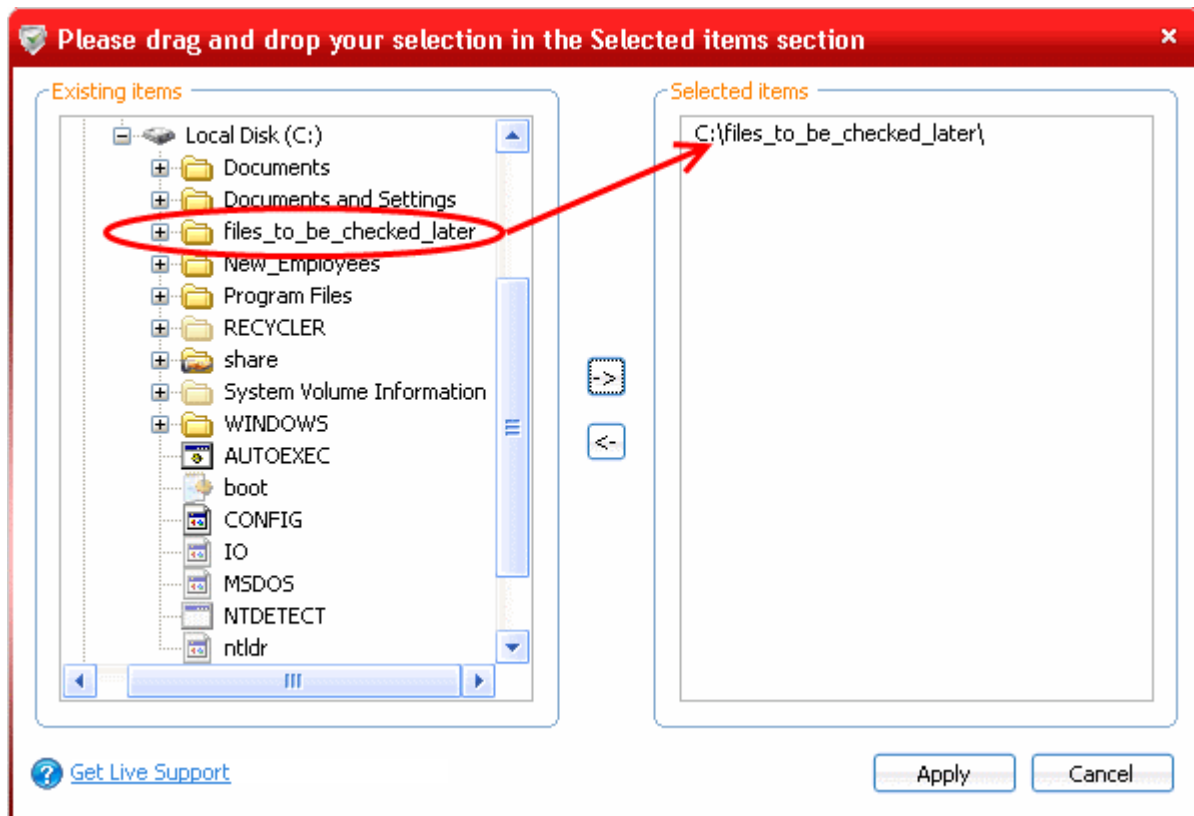 Please drag and drop your selection in the Selected items section
Existing items
Local Disk (C:)
Documents
Documents and Settings
files_to_be_checked_later
New_Employees
Program Files
RECYCLER
share
System Volume Information
WINDOWS
AUTOEXEC
boot
CONFIG
IO
MSDOS
NTDETECT
ntldr
->
<-
Selected items
C:\files_to_be_checked_later\
Get Live Support
Apply
Cancel